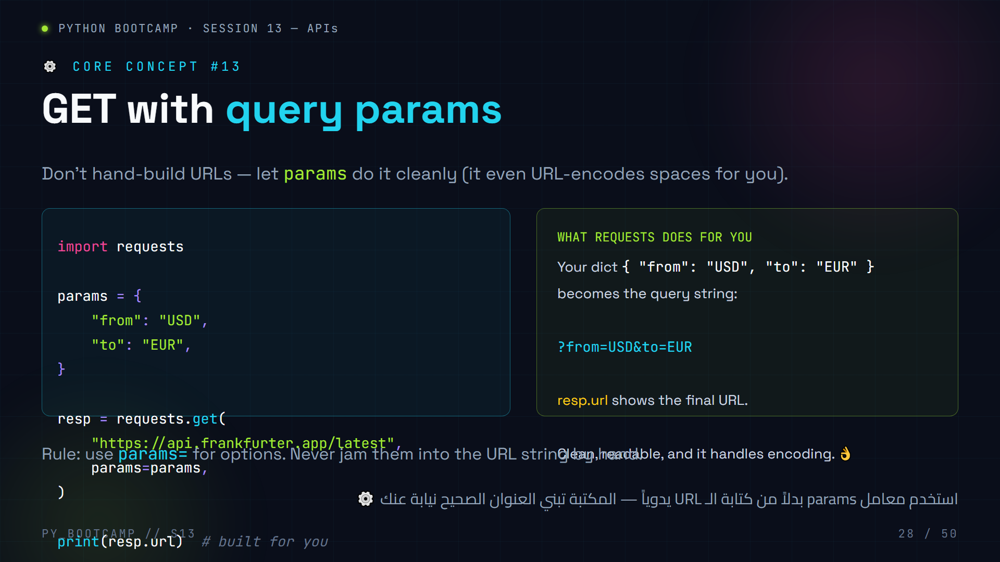 PYTHON BOOTCAMP · SESSION 13 — APIs
CORE CONCEPT #13
GET with query params
Don't hand-build URLs — let params do it cleanly (it even URL-encodes spaces for you).
import requests
params = {
"from": "USD",
"to": "EUR",
}
resp = requests.get(
"https://api.frankfurter.app/latest",
params=params,
)
print(resp.url) # built for you
WHAT REQUESTS DOES FOR YOU
Your dict { "from": "USD", "to": "EUR" }
becomes the query string:
?from=USD&to=EUR
resp.url shows the final URL.
Clean, readable, and it handles encoding. 👌
Rule: use params= for options. Never jam them into the URL string by hand.
استخدم معامل params بدلاً من كتابة الـ URL يدوياً — المكتبة تبني العنوان الصحيح نيابة عنك
PY_BOOTCAMP // S13
28 / 50